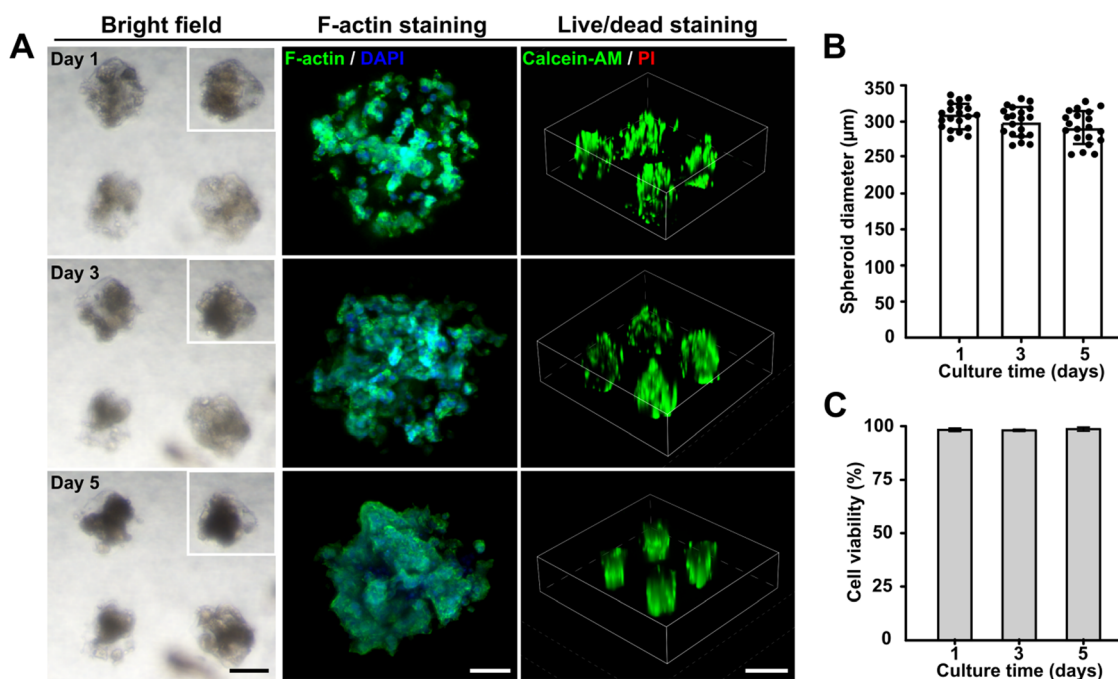 Bright field
F-actin staining
Live/dead staining
A
Day 1
F-actin / DAPI
Calcein-AM / PI
Day 3
Day 5
B
Spheroid diameter (µm)
350
300
250
200
150
100
50
0
1 3 5
Culture time (days)
C
Cell viability (%)
100
75
50
25
0
1 3 5
Culture time (days)